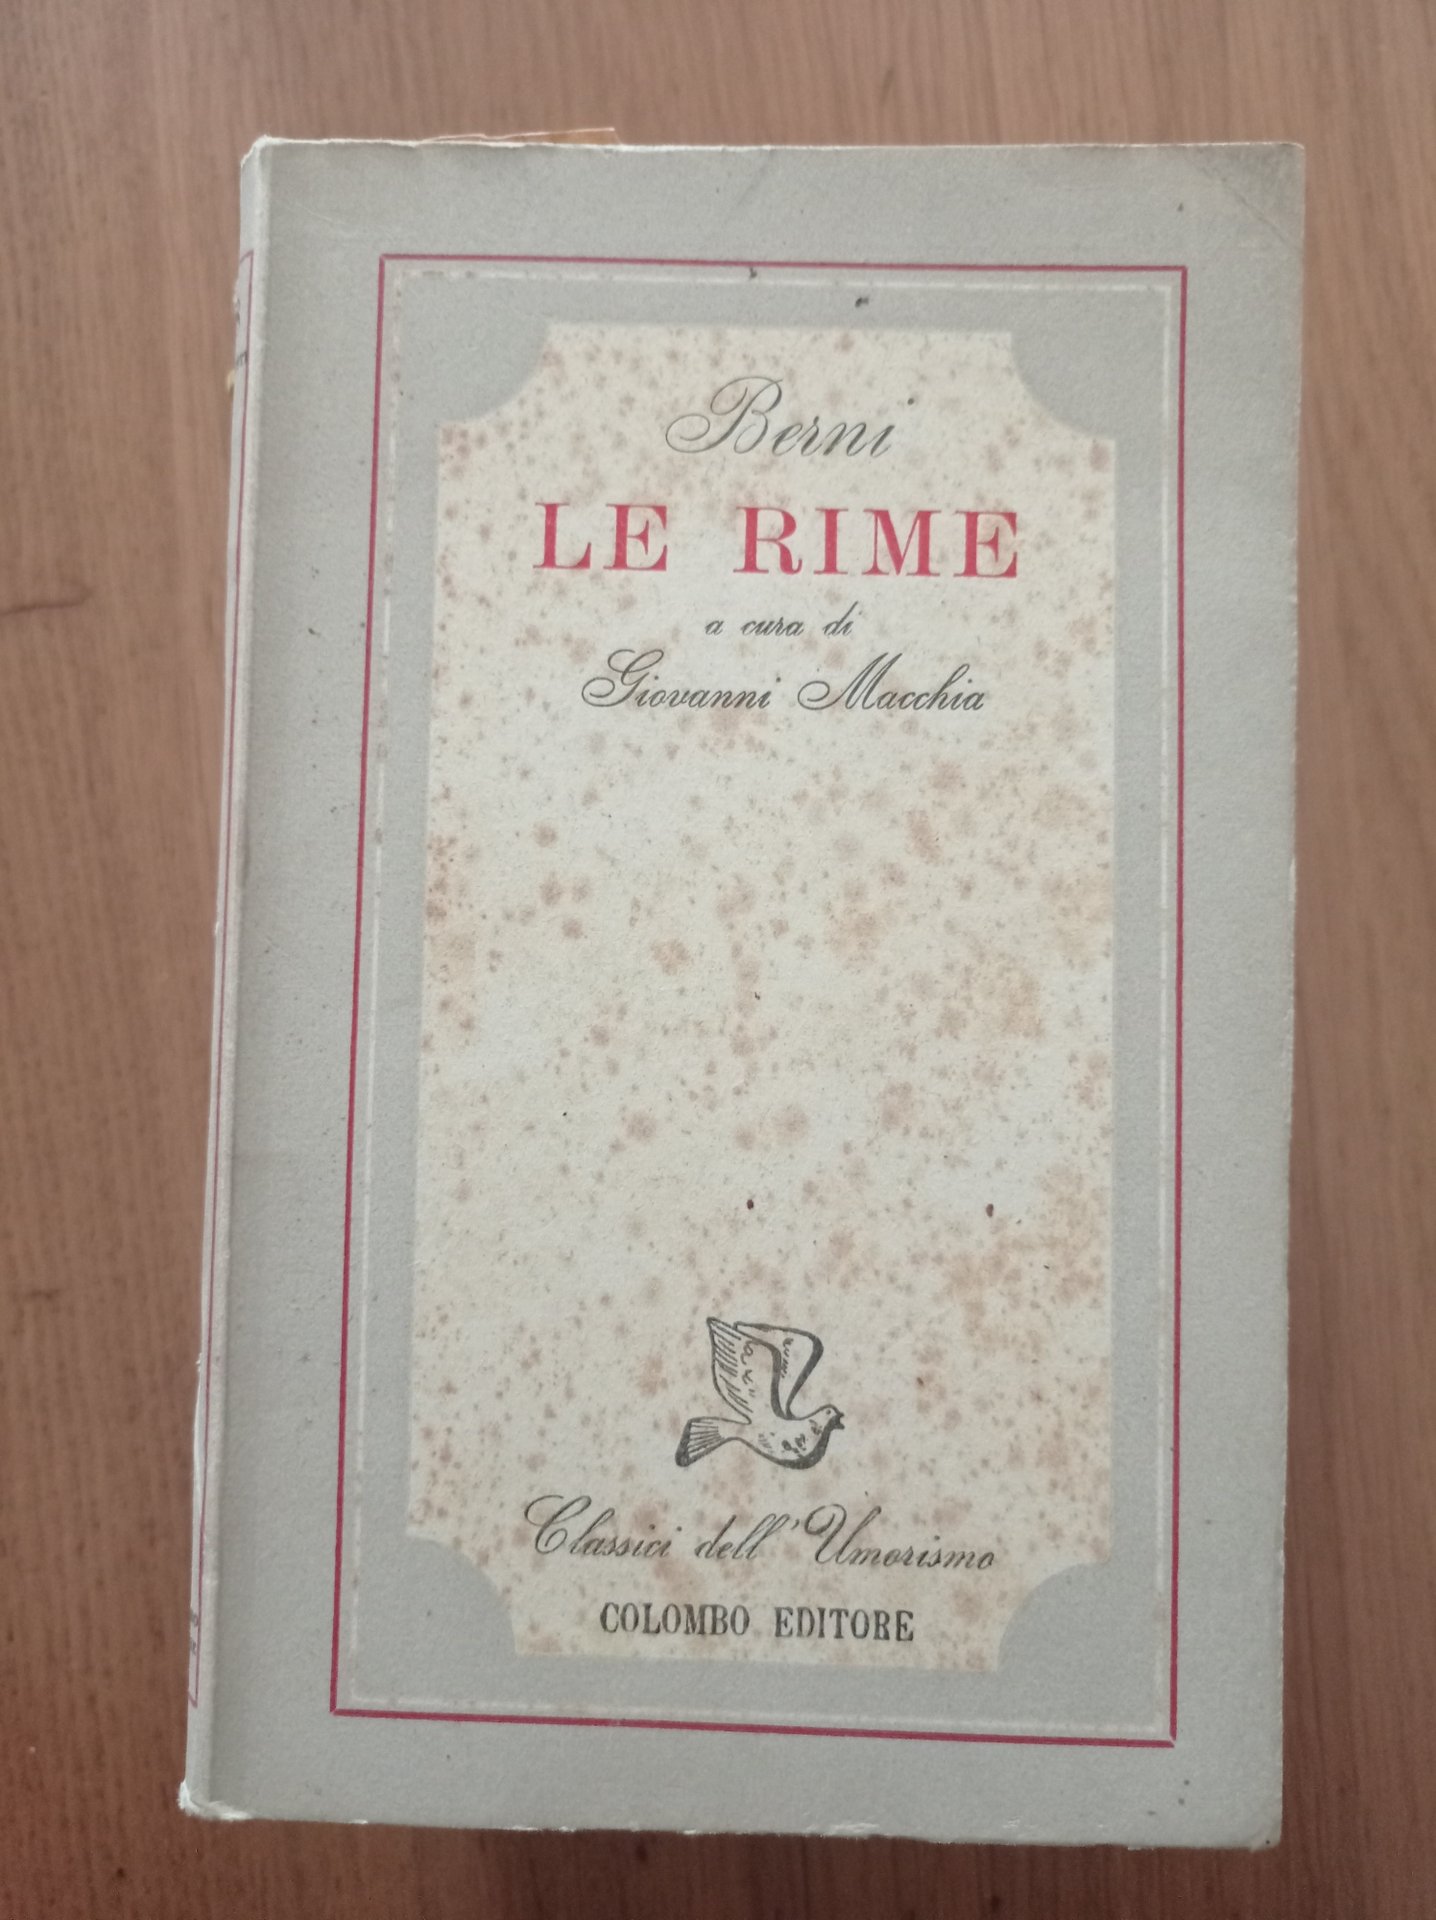 Berni
LE RIME
a cura di
Giovanni Macchia
Classici dell'Umorismo
COLOMBO EDITORE